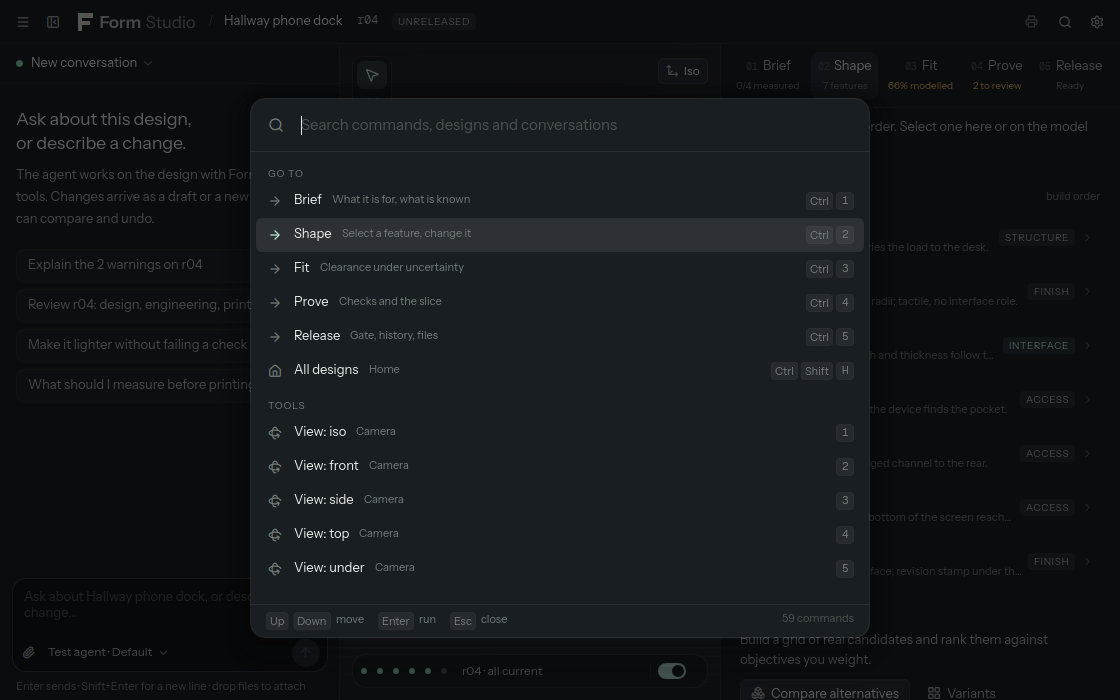 Form Studio / Hallway phone dock r04 UNRELEASED
New conversation
Iso
01 Brief 02 Shape 03 Fit 04 Prove 05 Release
0/4 measured 7 features 66% modelled 2 to review Ready
Ask about this design,
or describe a change.
The agent works on the design with For
tools. Changes arrive as a draft or a new
can compare and undo.
Explain the 2 warnings on r04
Review r04: design, engineering, print
Make it lighter without failing a check
What should I measure before printing
Ask about Hallway phone dock, or desc
change...
Test agent · Default
Enter sends · Shift+Enter for a new line · drop files to attach
Search commands, designs and conversations
GO TO
Brief What it is for, what is known Ctrl 1
Shape Select a feature, change it Ctrl 2
Fit Clearance under uncertainty Ctrl 3
Prove Checks and the slice Ctrl 4
Release Gate, history, files Ctrl 5
All designs Home Ctrl Shift H
TOOLS
View: iso Camera 1
View: front Camera 2
View: side Camera 3
View: top Camera 4
View: under Camera 5
Up Down move Enter run Esc close 59 commands
r04 · all current
rder. Select one here or on the model
build order
STRUCTURE
ries the load to the desk.
FINISH
radii; tactile, no interface role.
INTERFACE
h and thickness follow t...
ACCESS
the device finds the pocket.
ACCESS
ged channel to the rear.
ACCESS
bottom of the screen reach...
FINISH
face; revision stamp under th...
Build a grid of real candidates and rank them against
objectives you weight.
Compare alternatives Variants